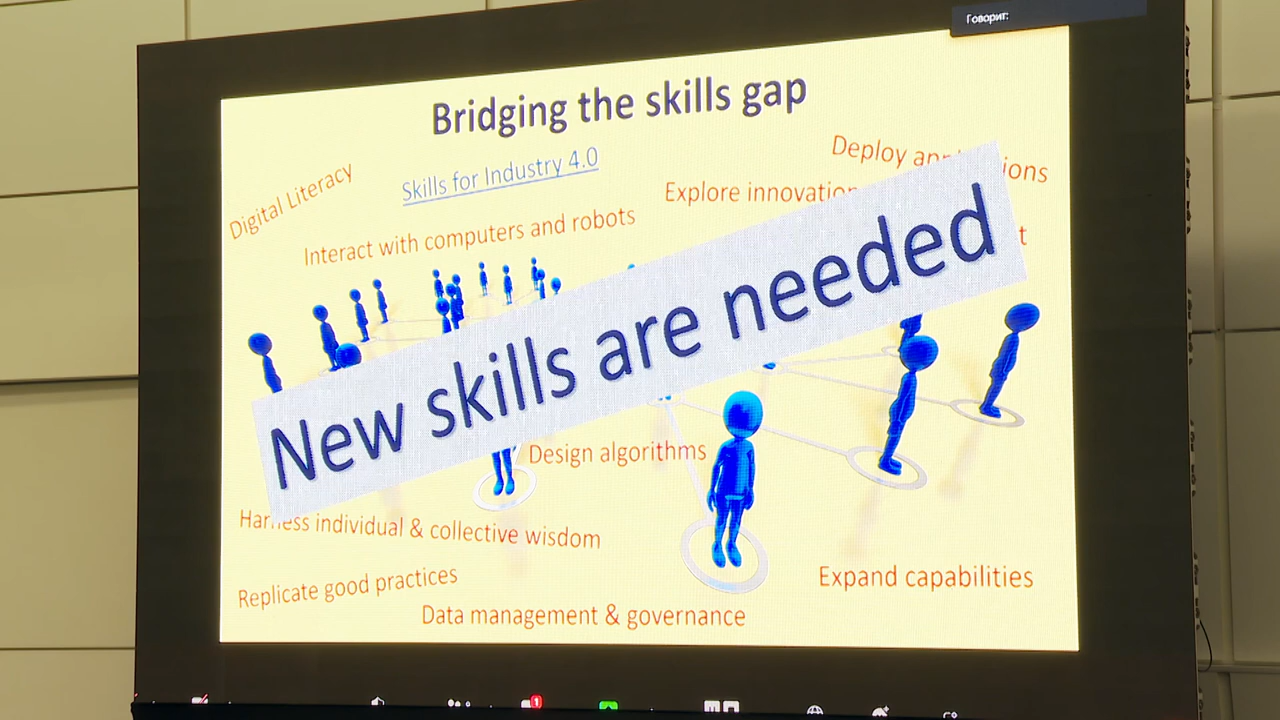 Говорит:
Bridging the skills gap
Skills for Industry 4.0
Digital Literacy
Deploy
Explore innovation
Interact with computers and robots
New skills are needed
Design algorithms
Harness individual & collective wisdom
Replicate good practices
Expand capabilities
Data management & governance
1